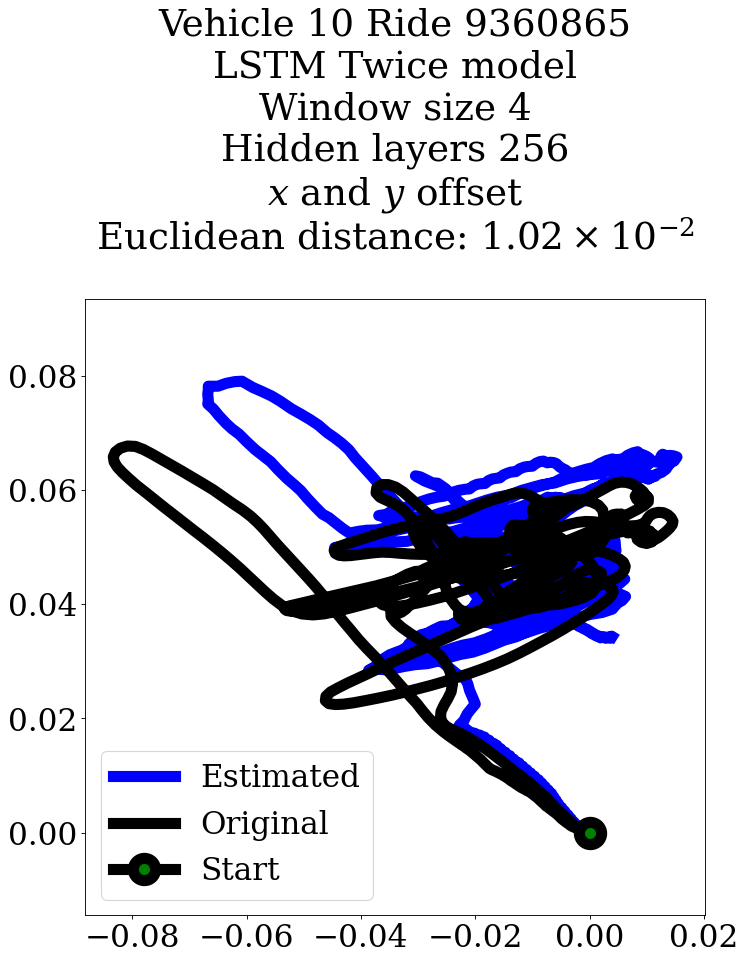 Vehicle 10 Ride 9360865
LSTM Twice model
Window size 4
Hidden layers 256
x and y offset
Euclidean distance: 1.02 × 10⁻²
0.08
0.06
0.04
0.02
0.00
Estimated
Original
Start
−0.08 −0.06 −0.04 −0.02 0.00 0.02